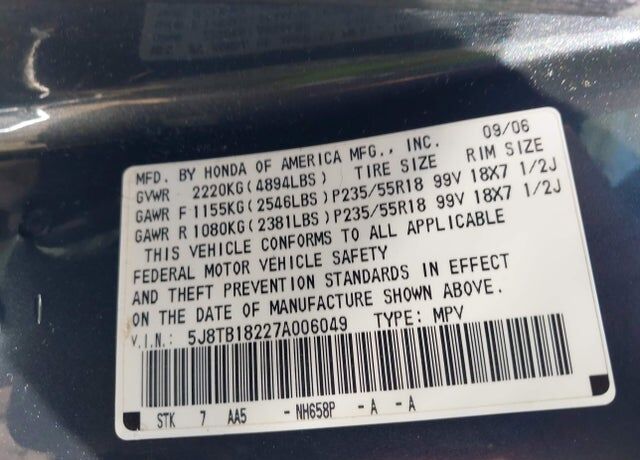 MFD. BY HONDA OF AMERICA MFG., INC. 09/06
GVWR 2220KG(4894LBS) TIRE SIZE RIM SIZE
GAWR F 1155KG(2546LBS)P235/55R18 99V 18X7 1/2J
GAWR R 1080KG(2381LBS)P235/55R18 99V 18X7 1/2J
THIS VEHICLE CONFORMS TO ALL APPLICABLE
FEDERAL MOTOR VEHICLE SAFETY
AND THEFT PREVENTION STANDARDS IN EFFECT
ON THE DATE OF MANUFACTURE SHOWN ABOVE.
V.I.N.: 5J8TB18227A006049 TYPE: MPV
STK 7 AA5 -NH658P -A -A